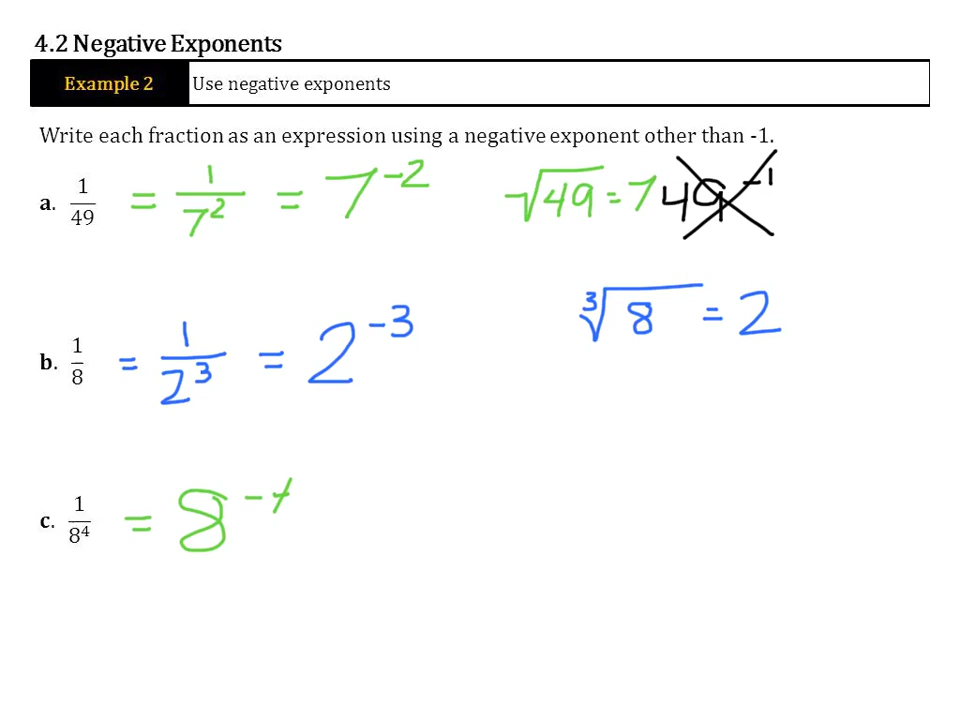 4.2 Negative Exponents
Example 2 Use negative exponents
Write each fraction as an expression using a negative exponent other than -1.
a. 1/49 = 1/7² = 7⁻² √49 = 7 49⁻¹
b. 1/8 = 1/2³ = 2⁻³ ³√8 = 2
c. 1/8⁴ = 8⁻⁴